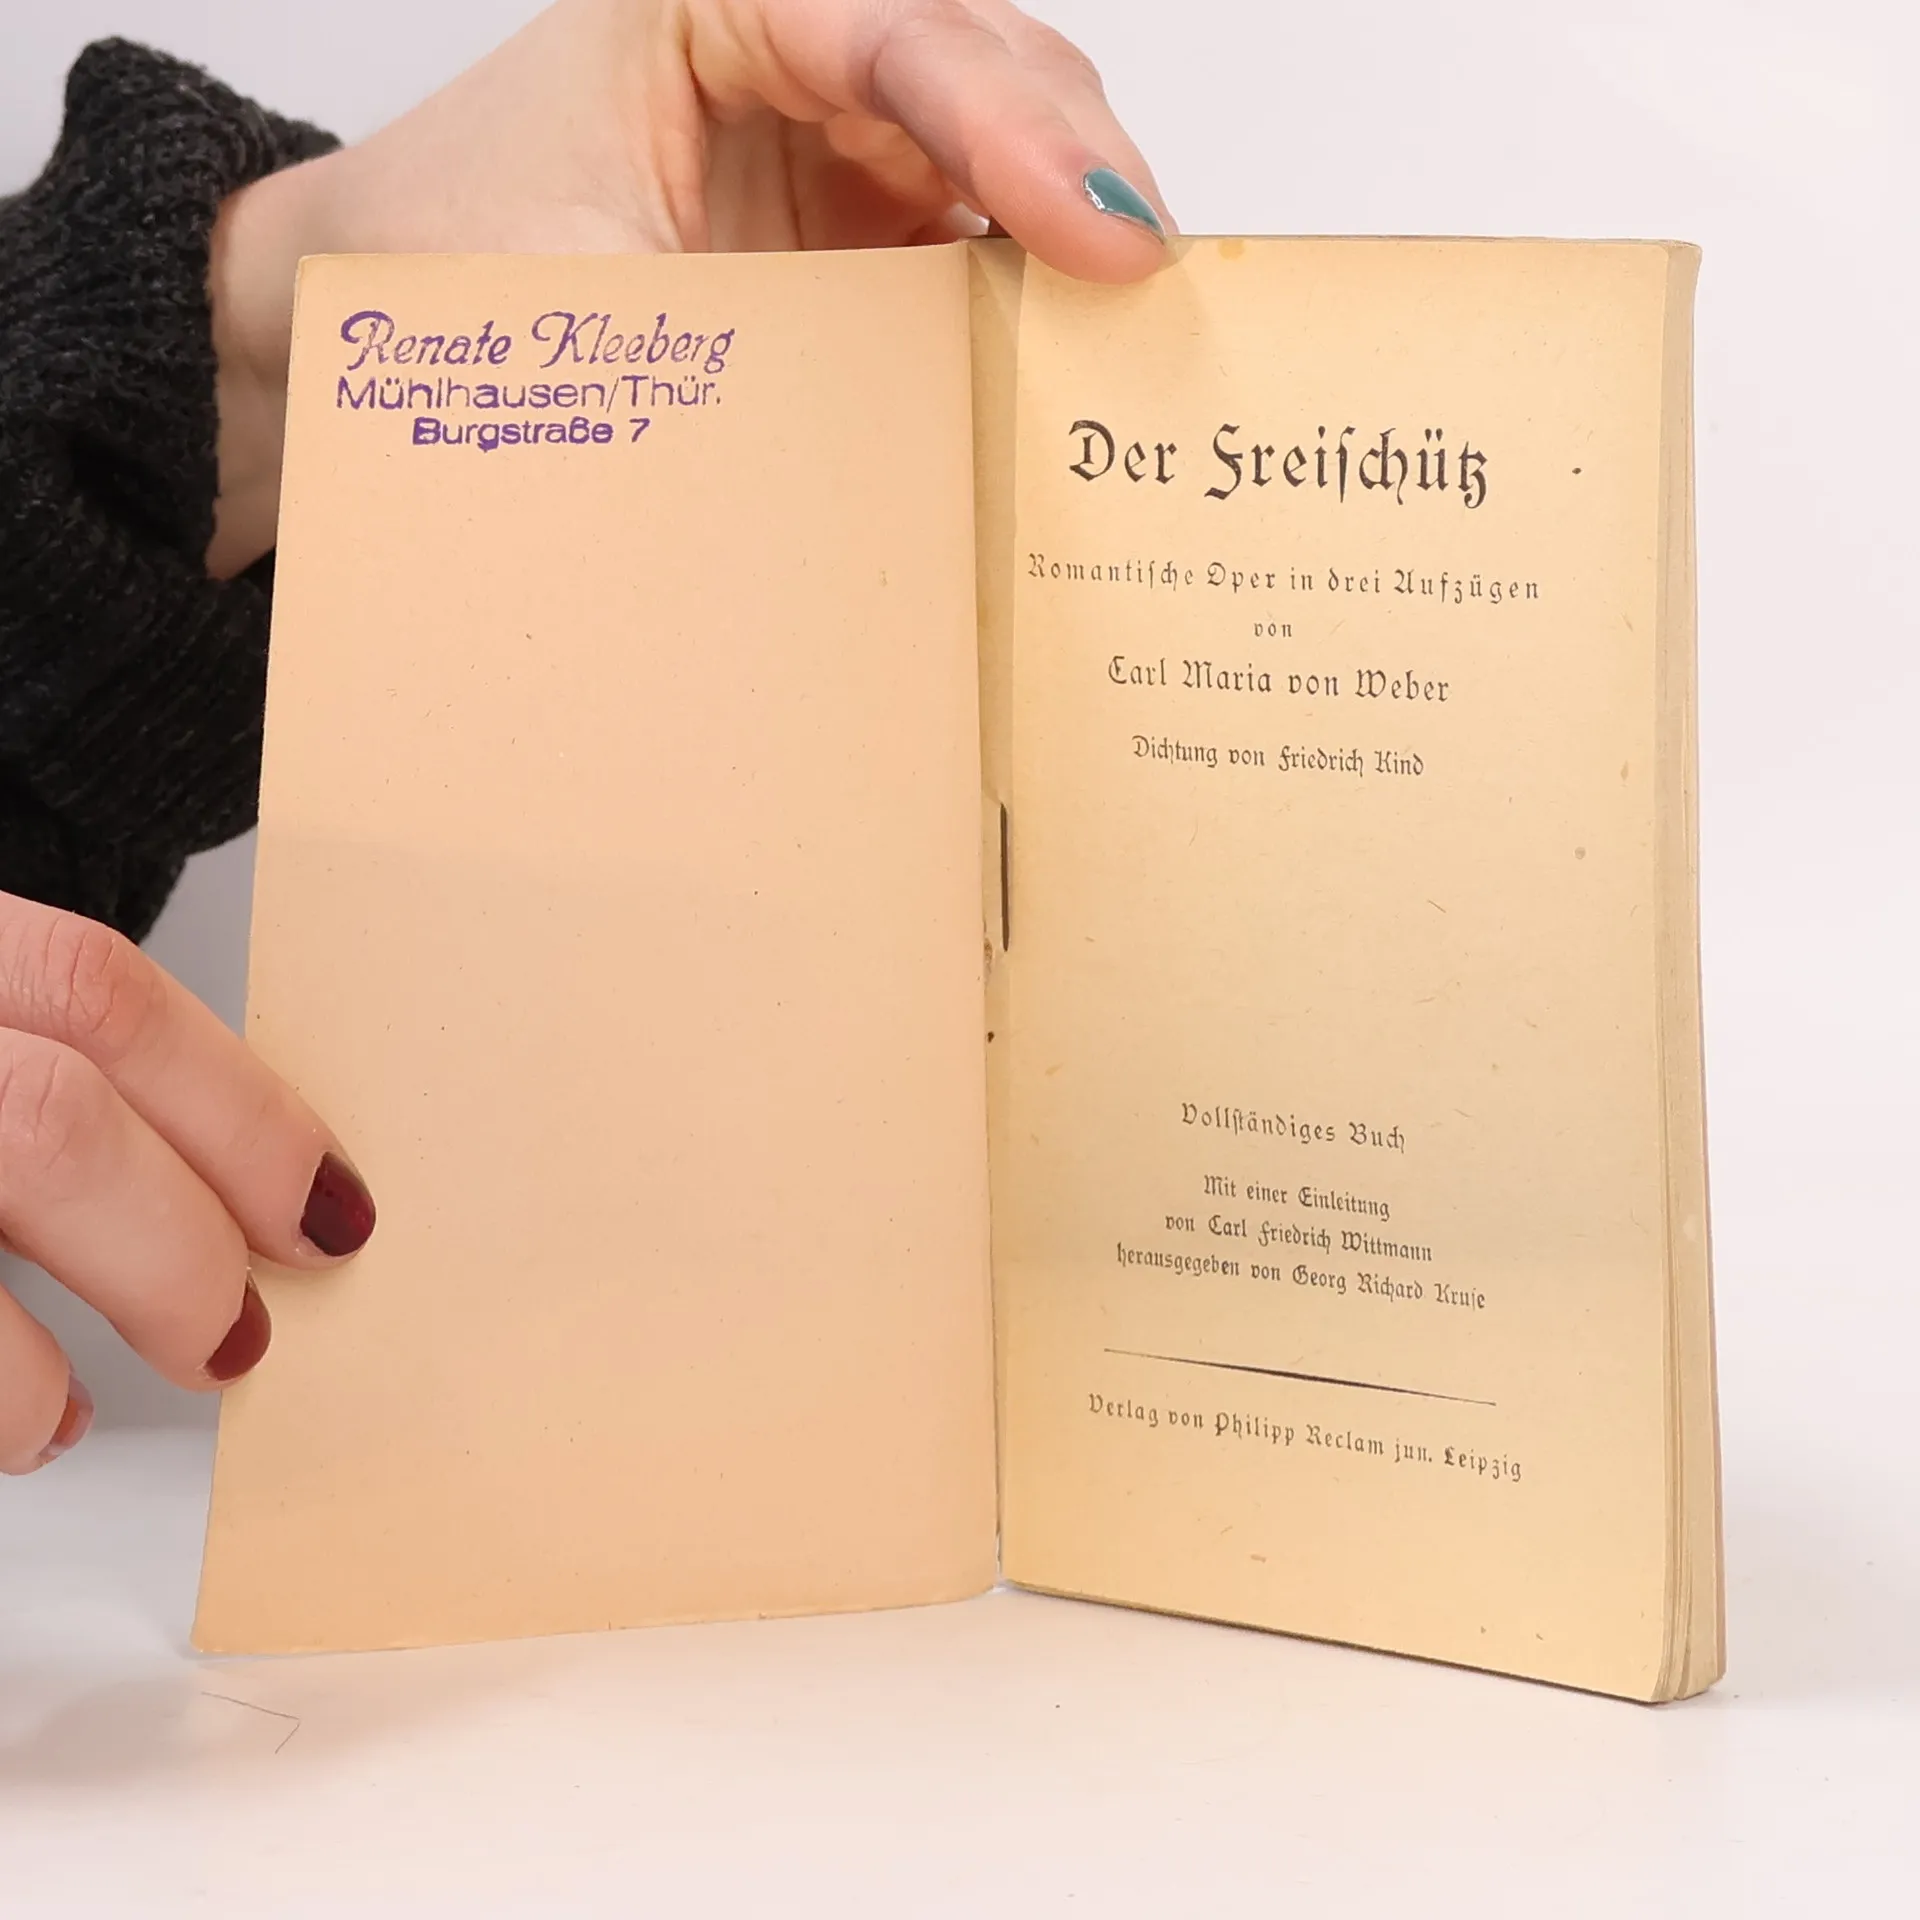 Renate Kleeberg
Mühlhausen/Thür.
Burgstraße 7
Der Freiſchütz
Romantiſche Oper in drei Aufzügen
von
Carl Maria von Weber
Dichtung von Friedrich Kind
Vollſtändiges Buch
Mit einer Einleitung
von Carl Friedrich Wittmann
herausgegeben von Georg Richard Kruſe
Verlag von Philipp Reclam jun. Leipzig